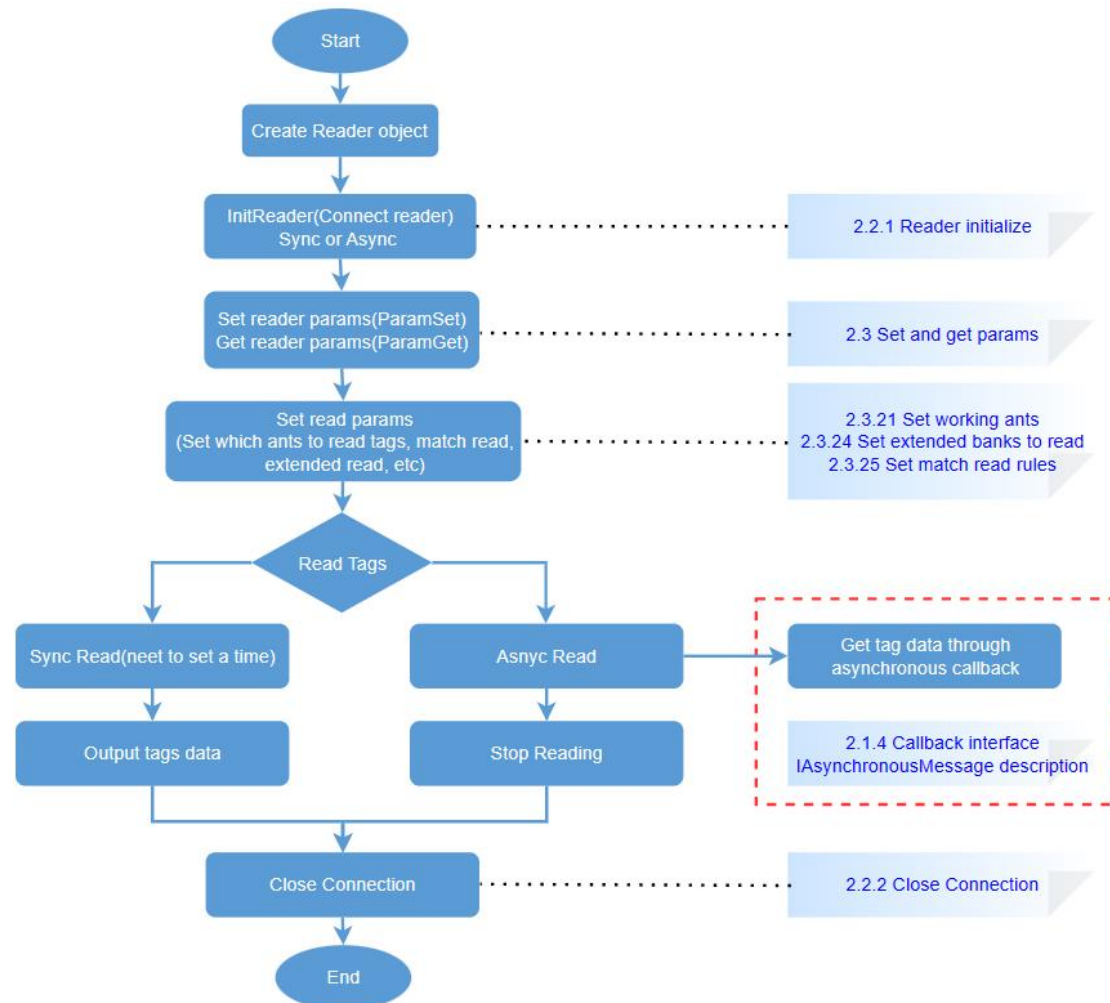 Start
Create Reader object
InitReader(Connect reader)
Sync or Async
2.2.1 Reader initialize
Set reader params(ParamSet)
Get reader params(ParamGet)
2.3 Set and get params
Set read params
(Set which ants to read tags, match read,
extended read, etc)
2.3.21 Set working ants
2.3.24 Set extended banks to read
2.3.25 Set match read rules
Read Tags
Sync Read(neet to set a time)
Asnyc Read
Get tag data through
asynchronous callback
Output tags data
Stop Reading
2.1.4 Callback interface
IAsynchronousMessage description
Close Connection
2.2.2 Close Connection
End